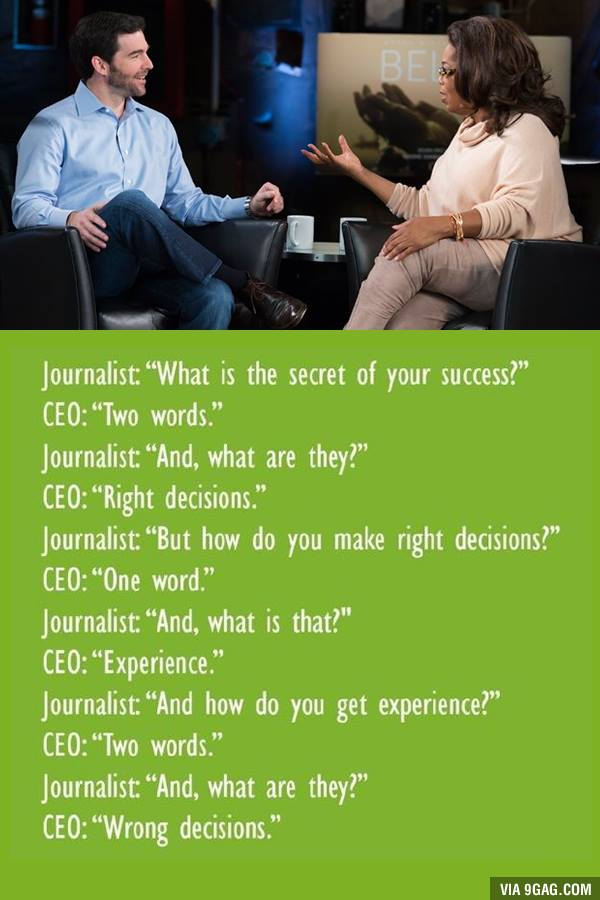 BEL
Journalist: “What is the secret of your success?”
CEO: “Two words.”
Journalist: “And, what are they?”
CEO: “Right decisions.”
Journalist: “But how do you make right decisions?”
CEO: “One word.”
Journalist: “And, what is that?"
CEO: “Experience.”
Journalist: “And how do you get experience?”
CEO: “Two words.”
Journalist: “And, what are they?”
CEO: “Wrong decisions.”
VIA 9GAG.COM